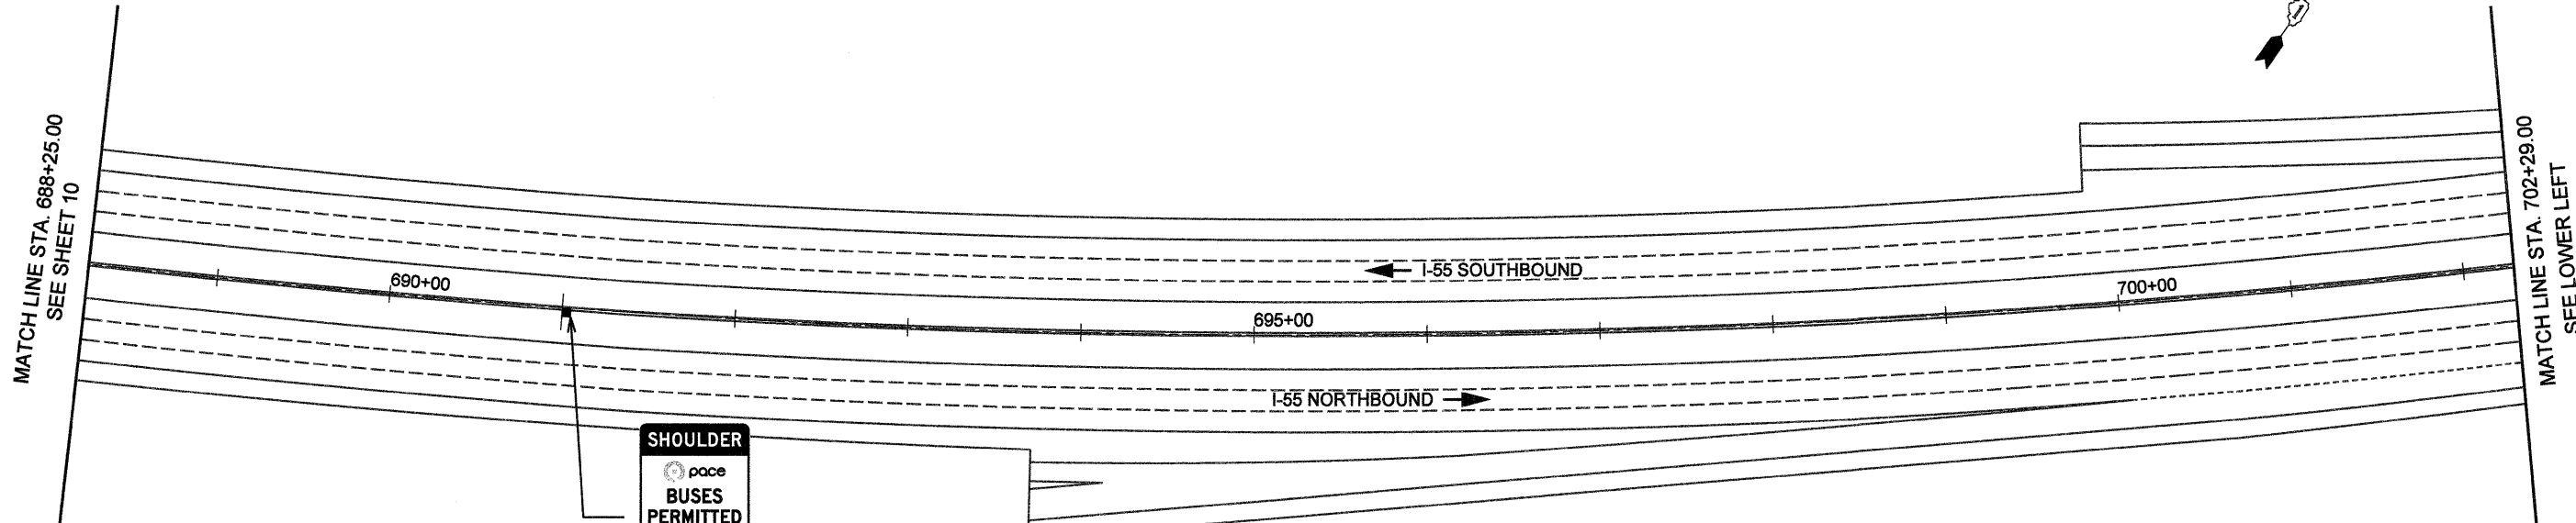 MATCH LINE STA. 688+25.00
SEE SHEET 10
690+00
I-55 SOUTHBOUND
695+00
700+00
I-55 NORTHBOUND
SHOULDER
pace
BUSES
PERMITTED
MATCH LINE STA. 702+29.00
SEE LOWER LEFT